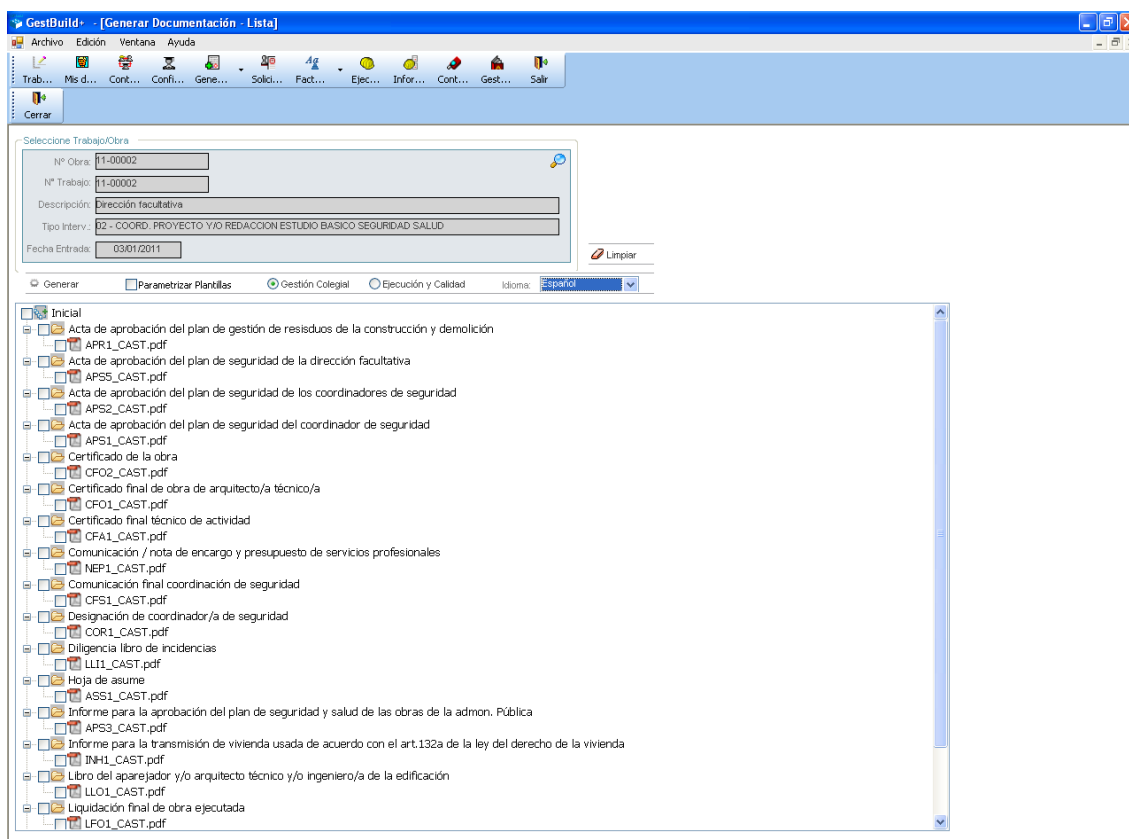 GestBuild+ - [Generar Documentación - Lista]
Archivo Edición Ventana Ayuda
Trab... Mis d... Cont... Confi... Gene... Solici... Fact... Ejec... Infor... Cont... Gest... Salir
Cerrar
Seleccione Trabajo/Obra
Nº Obra: 11-00002
Nº Trabajo: 11-00002
Descripción: Dirección facultativa
Tipo Interv.: 02 - COORD. PROYECTO Y/O REDACCION ESTUDIO BASICO SEGURIDAD SALUD
Fecha Entrada: 03/01/2011
Limpiar
Generar Parametrizar Plantillas Gestión Colegial Ejecución y Calidad Idioma: Español
Inicial
Acta de aprobación del plan de gestión de resisduos de la construcción y demolición
APR1_CAST.pdf
Acta de aprobación del plan de seguridad de la dirección facultativa
APS5_CAST.pdf
Acta de aprobación del plan de seguridad de los coordinadores de seguridad
APS2_CAST.pdf
Acta de aprobación del plan de seguridad del coordinador de seguridad
APS1_CAST.pdf
Certificado de la obra
CFO2_CAST.pdf
Certificado final de obra de arquitecto/a técnico/a
CFO1_CAST.pdf
Certificado final técnico de actividad
CFA1_CAST.pdf
Comunicación / nota de encargo y presupuesto de servicios profesionales
NEP1_CAST.pdf
Comunicación final coordinación de seguridad
CFS1_CAST.pdf
Designación de coordinador/a de seguridad
COR1_CAST.pdf
Diligencia libro de incidencias
LLI1_CAST.pdf
Hoja de asume
ASS1_CAST.pdf
Informe para la aprobación del plan de seguridad y salud de las obras de la admon. Pública
APS3_CAST.pdf
Informe para la transmisión de vivienda usada de acuerdo con el art.132a de la ley del derecho de la vivienda
INH1_CAST.pdf
Libro del aparejador y/o arquitecto técnico y/o ingeniero/a de la edificación
LLO1_CAST.pdf
Liquidación final de obra ejecutada
LFO1_CAST.pdf